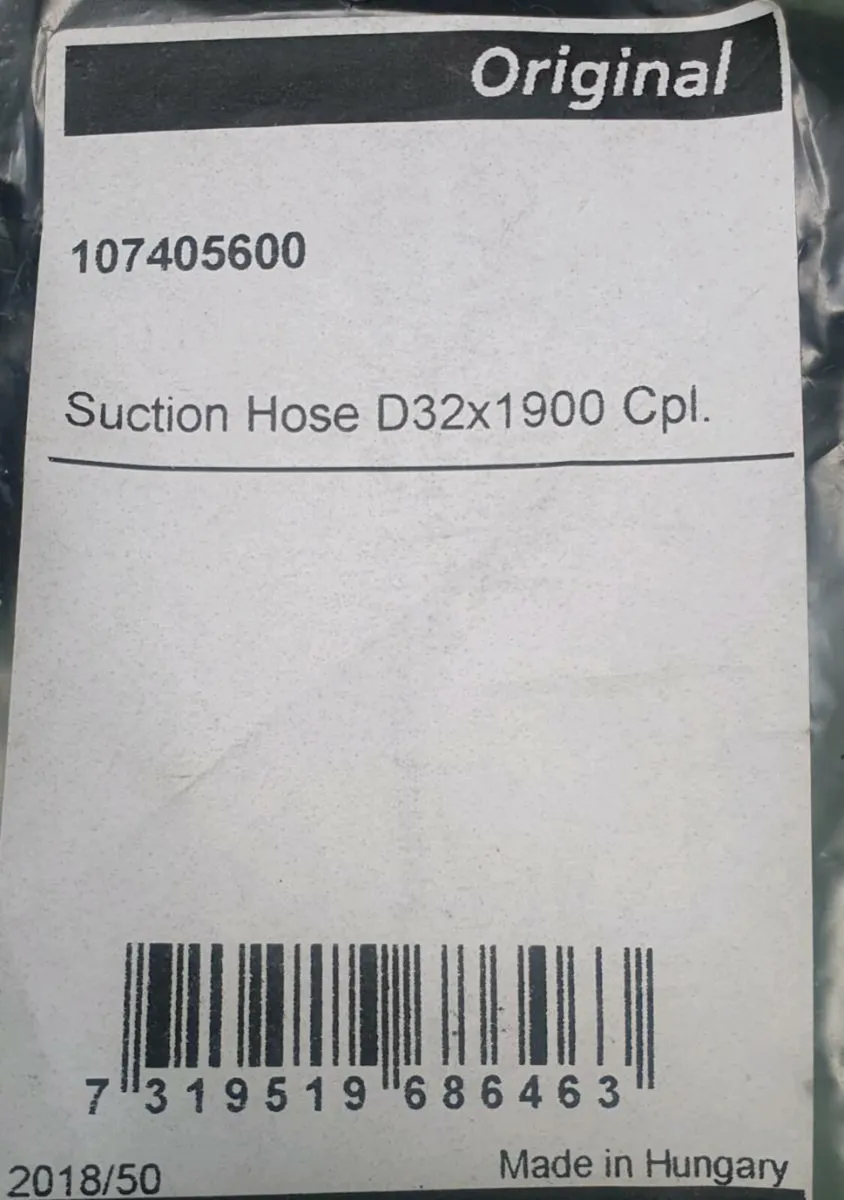 Original
107405600
Suction Hose D32x1900 Cpl.
7 319519 686463
2018/50
Made in Hungary